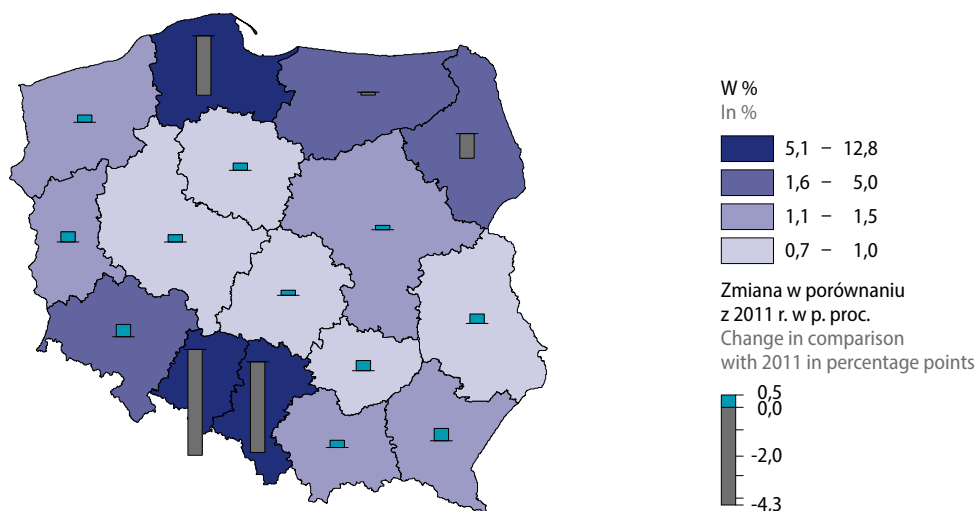 W %
In %
5,1 – 12,8
1,6 – 5,0
1,1 – 1,5
0,7 – 1,0
Zmiana w porównaniu
z 2011 r. w p. proc.
Change in comparison
with 2011 in percentage points
0,5
0,0
-2,0
-4,3